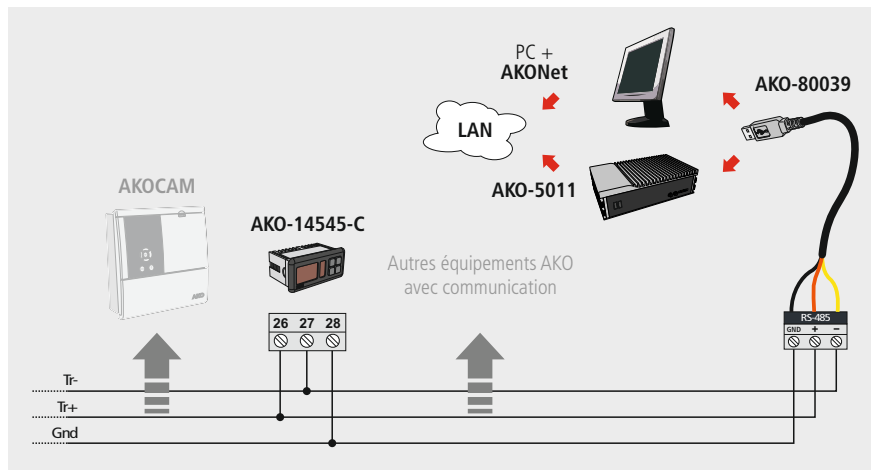 PC +
AKONet
AKO-80039
LAN
AKO-5011
AKOCAM
AKO-14545-C
Autres équipements AKO
avec communication
26 27 28
RS-485
GND + −
Tr-
Tr+
Gnd
AKO